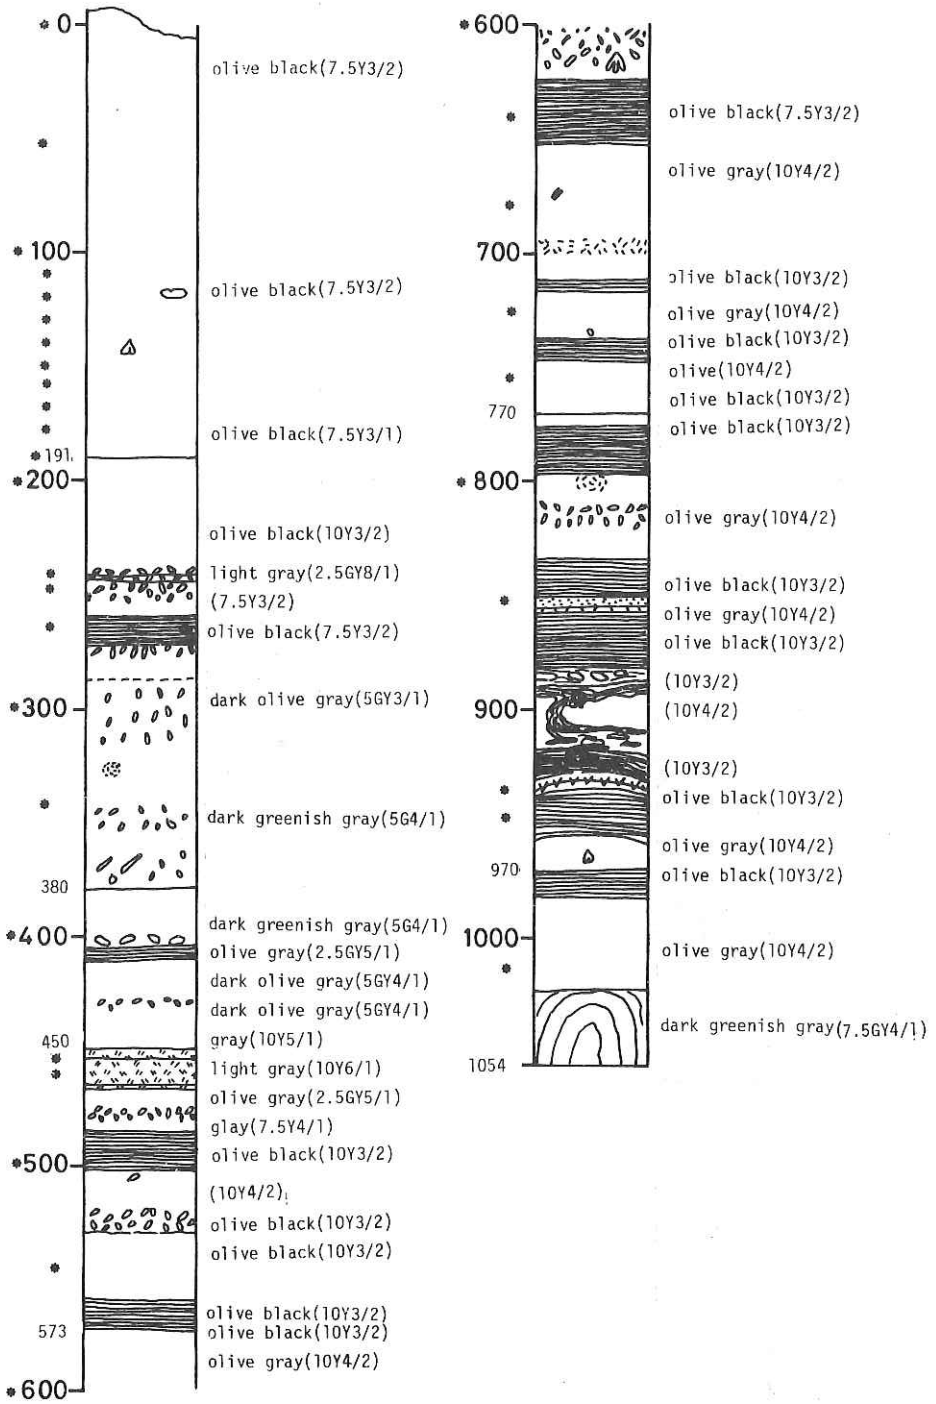 0
olive black(7.5Y3/2)
100
olive black(7.5Y3/2)
olive black(7.5Y3/1)
191
200
olive black(10Y3/2)
light gray(2.5GY8/1)
(7.5Y3/2)
olive black(7.5Y3/2)
dark olive gray(5GY3/1)
300
dark greenish gray(5G4/1)
380
dark greenish gray(5G4/1)
400
olive gray(2.5GY5/1)
dark olive gray(5GY4/1)
dark olive gray(5GY4/1)
450
gray(10Y5/1)
light gray(10Y6/1)
olive gray(2.5GY5/1)
glay(7.5Y4/1)
olive black(10Y3/2)
500
(10Y4/2)
olive black(10Y3/2)
olive black(10Y3/2)
olive black(10Y3/2)
573
olive black(10Y3/2)
olive gray(10Y4/2)
600
600
olive black(7.5Y3/2)
olive gray(10Y4/2)
700
olive black(10Y3/2)
olive gray(10Y4/2)
olive black(10Y3/2)
olive(10Y4/2)
olive black(10Y3/2)
770
olive black(10Y3/2)
800
olive gray(10Y4/2)
olive black(10Y3/2)
olive gray(10Y4/2)
olive black(10Y3/2)
(10Y3/2)
900
(10Y4/2)
(10Y3/2)
olive black(10Y3/2)
olive gray(10Y4/2)
970
olive black(10Y3/2)
1000
olive gray(10Y4/2)
dark greenish gray(7.5GY4/1)
1054